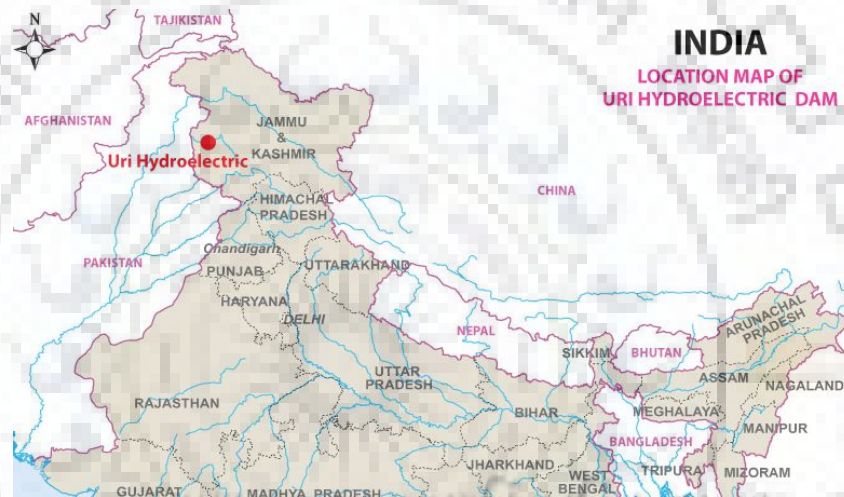 N
TAJIKISTAN
INDIA
LOCATION MAP OF
URI HYDROELECTRIC DAM
AFGHANISTAN
JAMMU
&
KASHMIR
Uri Hydroelectric
CHINA
HIMACHAL
PRADESH
Chandigarh
PAKISTAN
PUNJAB
UTTARAKHAND
HARYANA
DELHI
ARUNACHAL
PRADESH
NEPAL
SIKKIM
BHUTAN
UTTAR
PRADESH
ASSAM
NAGALAND
RAJASTHAN
BIHAR
MEGHALAYA
MANIPUR
BANGLADESH
JHARKHAND
TRIPURA
MIZORAM
WEST
BENGAL
GUJARAT
MADHYA PRADESH